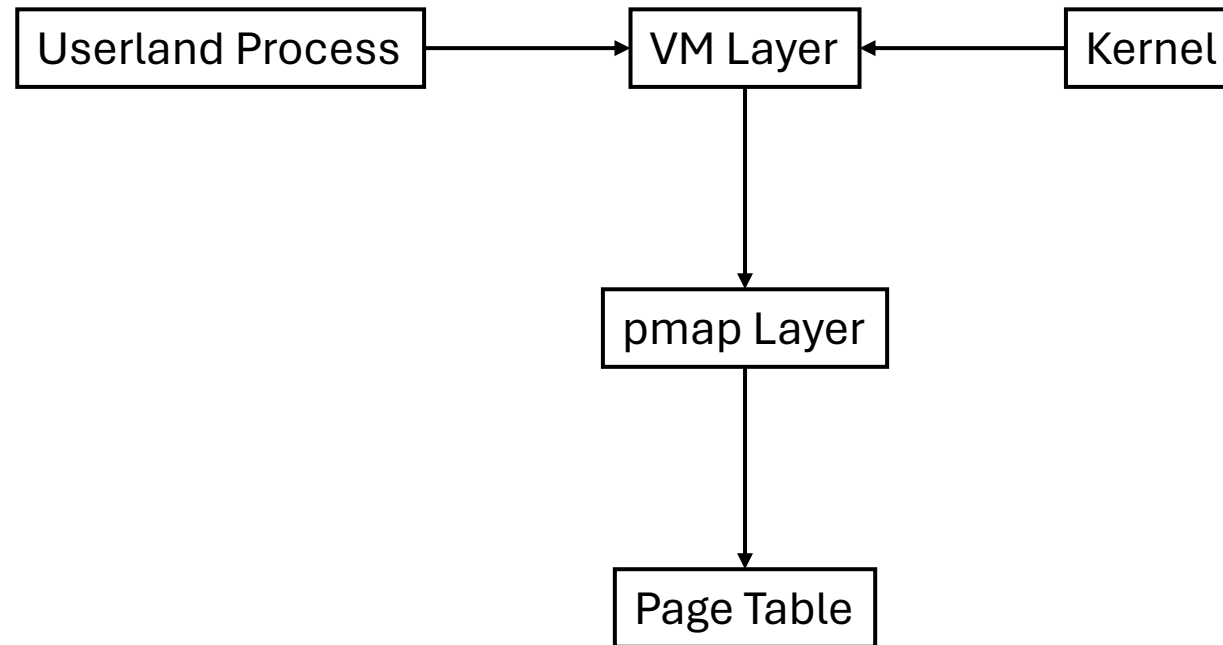 Userland Process
VM Layer
Kernel
pmap Layer
Page Table